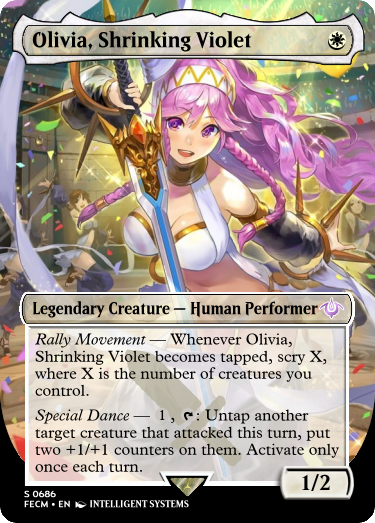 Olivia, Shrinking Violet
Legendary Creature — Human Performer
Rally Movement — Whenever Olivia,
Shrinking Violet becomes tapped, scry X,
where X is the number of creatures you
control.
Special Dance — 1 , : Untap another
target creature that attacked this turn, put
two +1/+1 counters on them. Activate only
once each turn.
1/2
S 0686
FECM • EN INTELLIGENT SYSTEMS